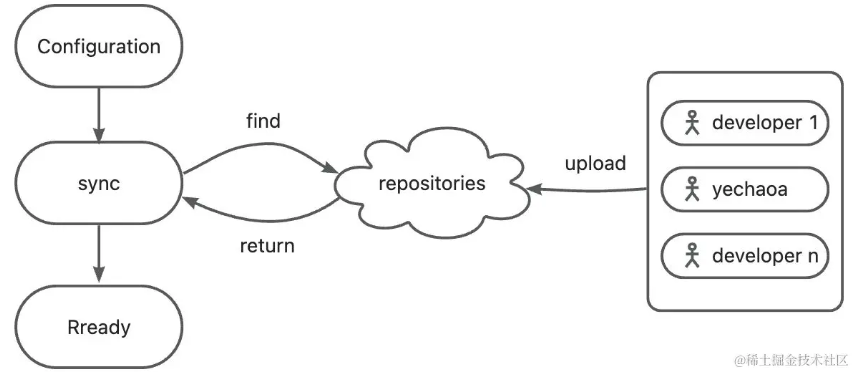 Configuration
find
developer 1
upload
sync
repositories
yechaoa
return
developer n
Rready
@稀土掘金技术社区